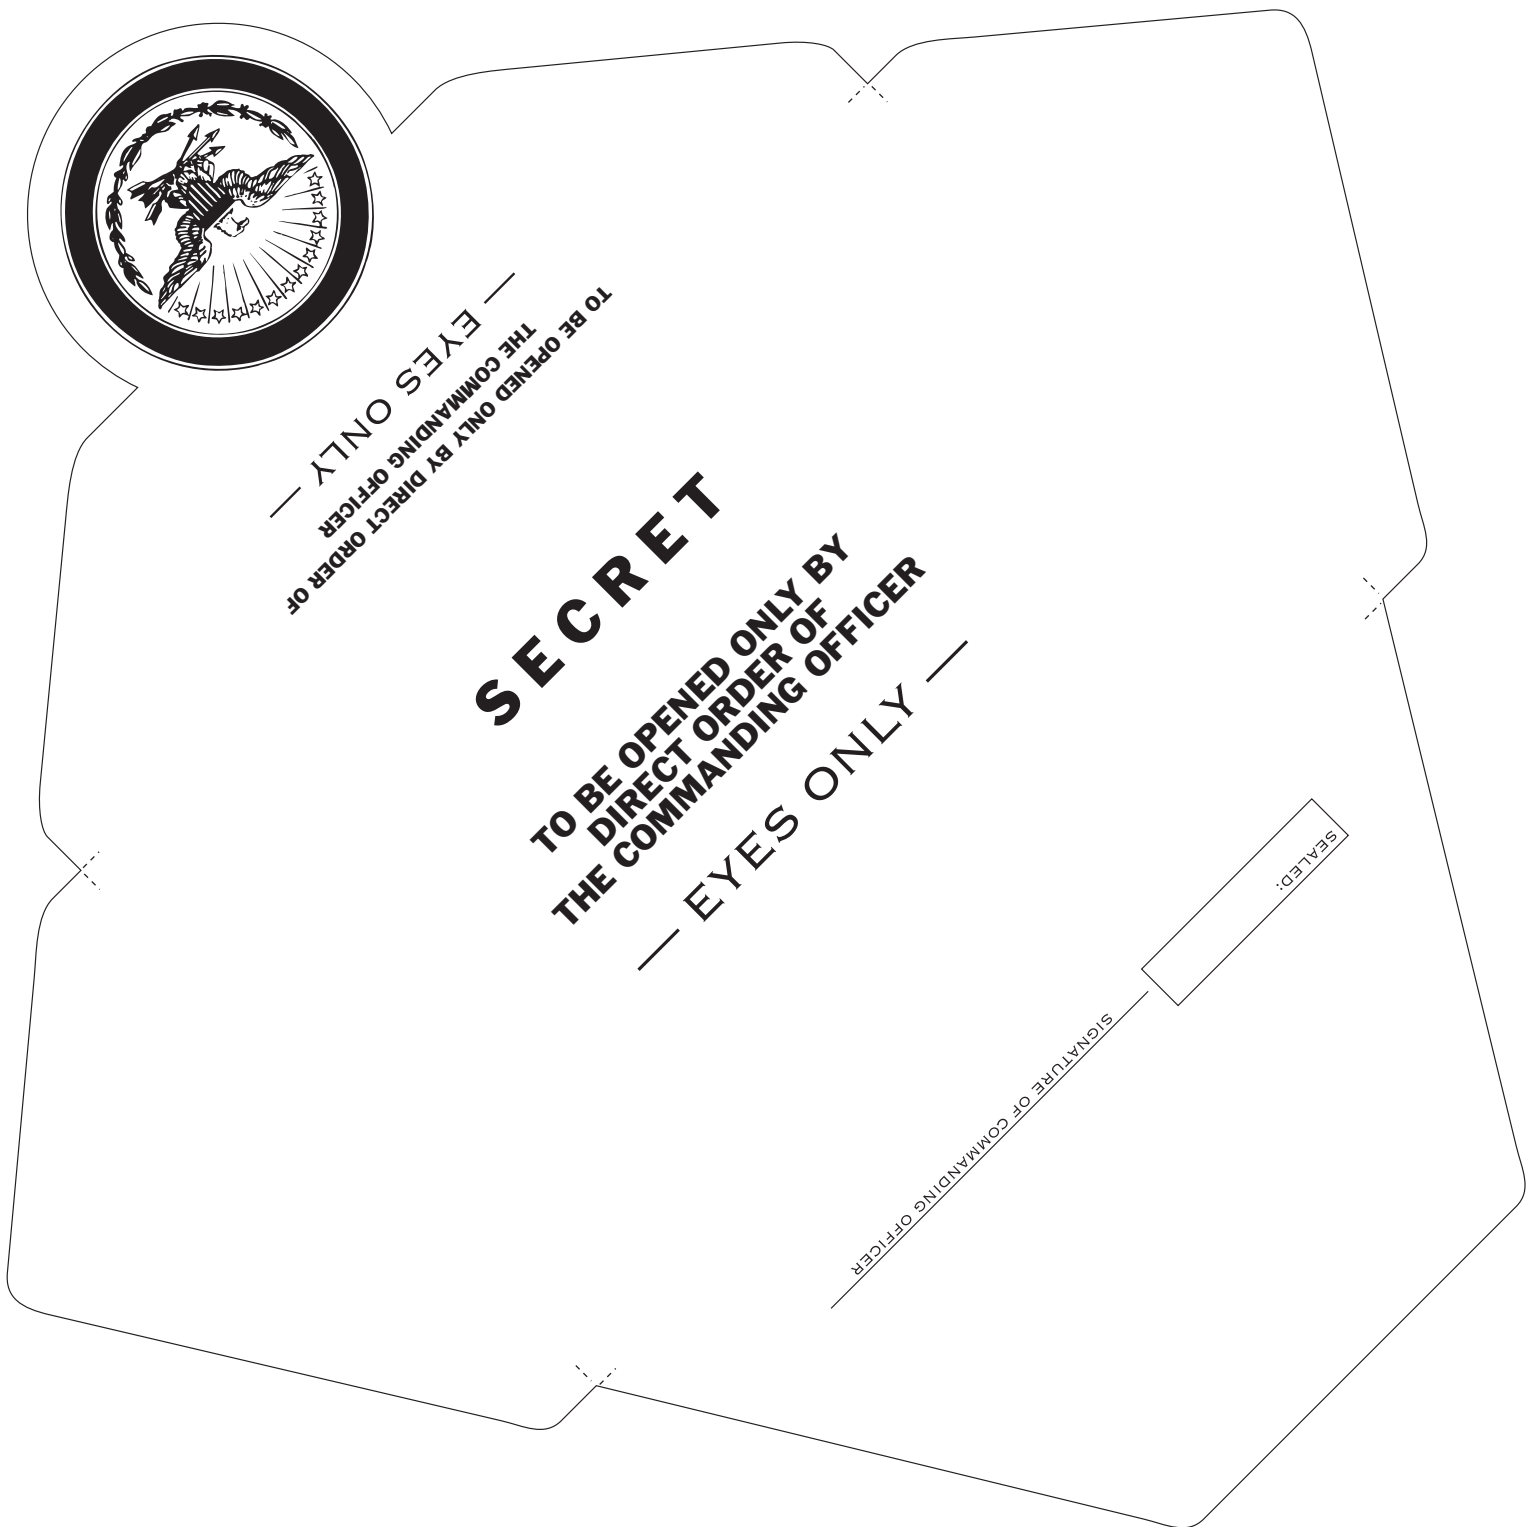 — EYES ONLY —
TO BE OPENED ONLY BY DIRECT ORDER OF
THE COMMANDING OFFICER
SECRET
TO BE OPENED ONLY BY
DIRECT ORDER OF
THE COMMANDING OFFICER
— EYES ONLY —
SEALED:
SIGNATURE OF COMMANDING OFFICER